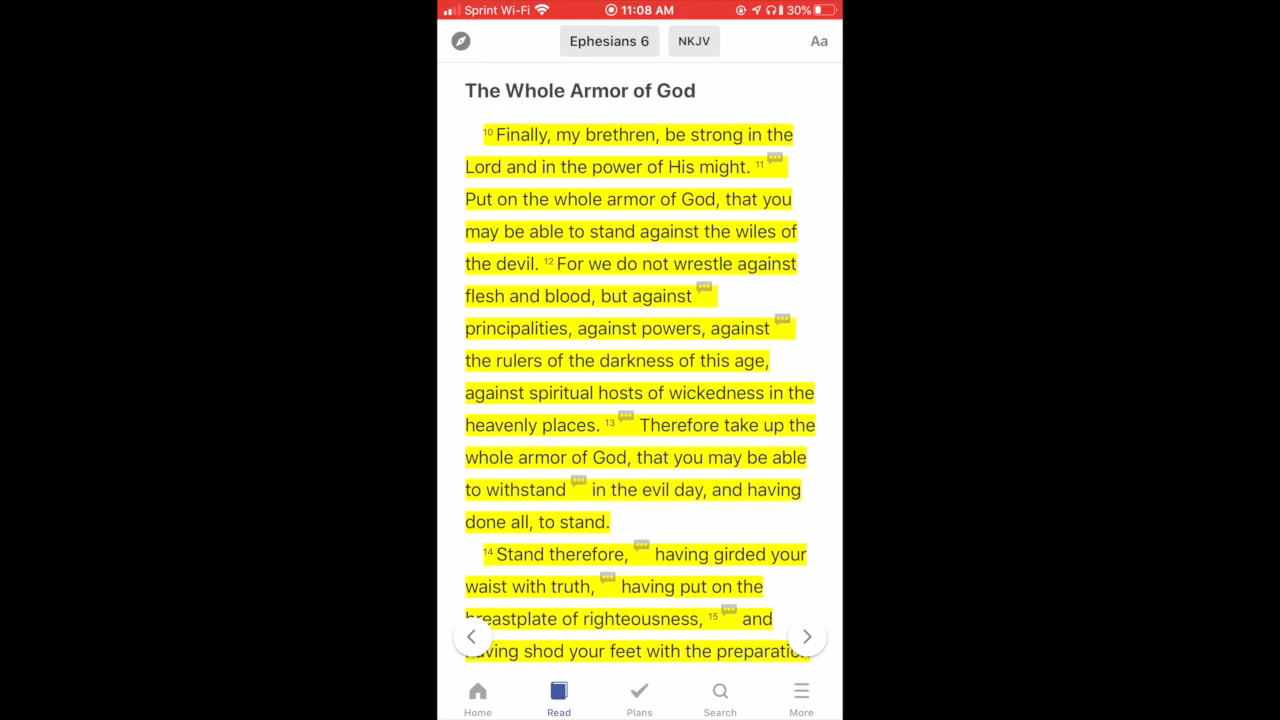 Sprint Wi-Fi 11:08 AM 30%
Ephesians 6 NKJV Aa
The Whole Armor of God
10 Finally, my brethren, be strong in the
Lord and in the power of His might. 11
Put on the whole armor of God, that you
may be able to stand against the wiles of
the devil. 12 For we do not wrestle against
flesh and blood, but against
principalities, against powers, against
the rulers of the darkness of this age,
against spiritual hosts of wickedness in the
heavenly places. 13 Therefore take up the
whole armor of God, that you may be able
to withstand in the evil day, and having
done all, to stand.
14 Stand therefore, having girded your
waist with truth, having put on the
breastplate of righteousness, 15 and
having shod your feet with the preparation
Home Read Plans Search More